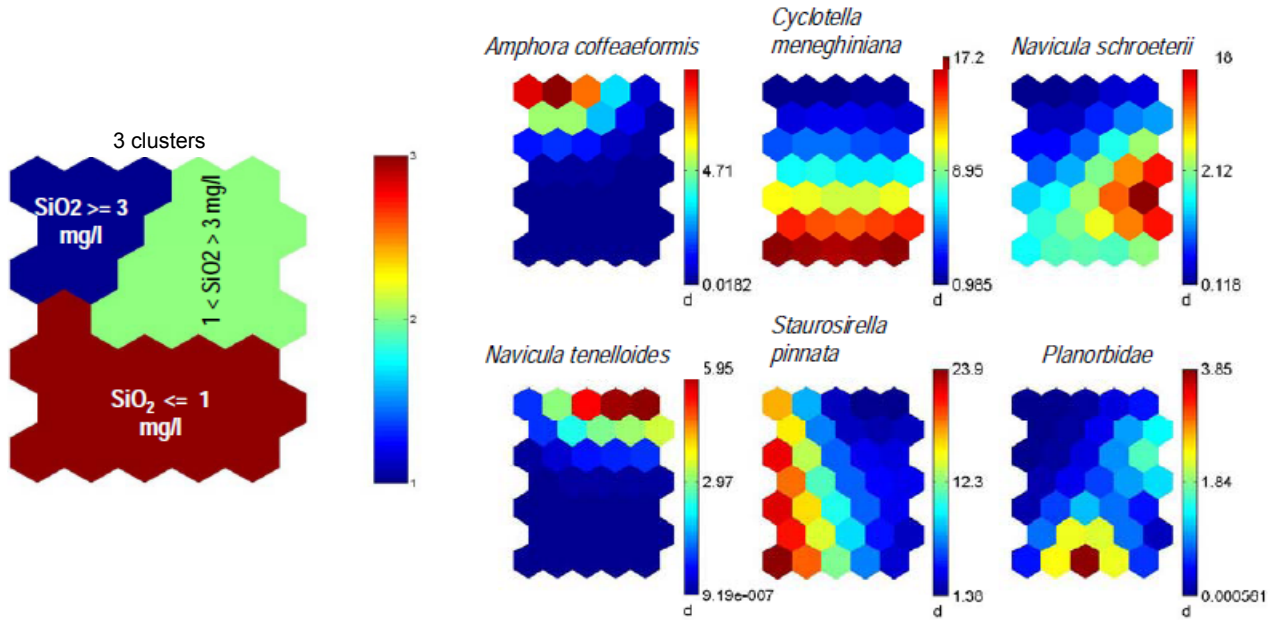 3 clusters
SiO2 >= 3
mg/l
1 < SiO2 > 3 mg/l
SiO2 <= 1
mg/l
3
2
1
Amphora coffeaeformis
4.71
0.0182
d
Cyclotella
meneghiniana
17.2
8.95
0.985
d
Navicula schroeterii
18
2.12
0.118
d
Navicula tenelloides
5.95
2.97
9.19e-007
d
Staurosirella
pinnata
23.9
12.3
1.38
d
Planorbidae
3.85
1.84
0.000561
d